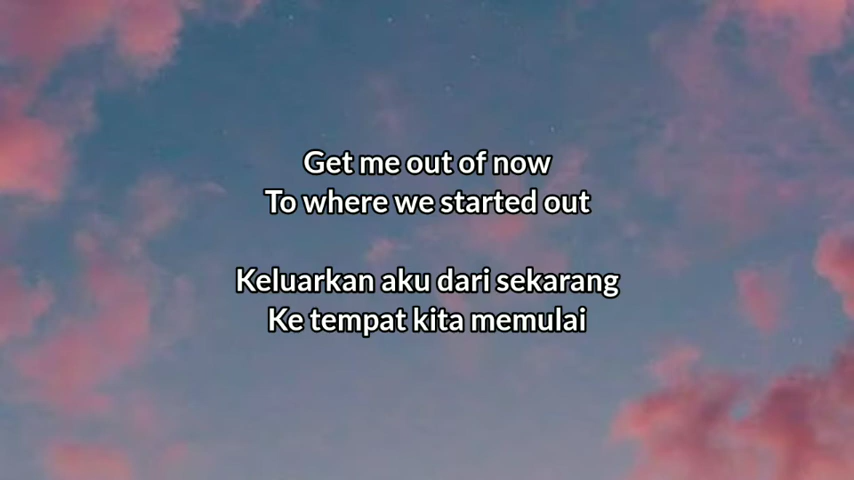 Get me out of now
To where we started out
Keluarkan aku dari sekarang
Ke tempat kita memulai